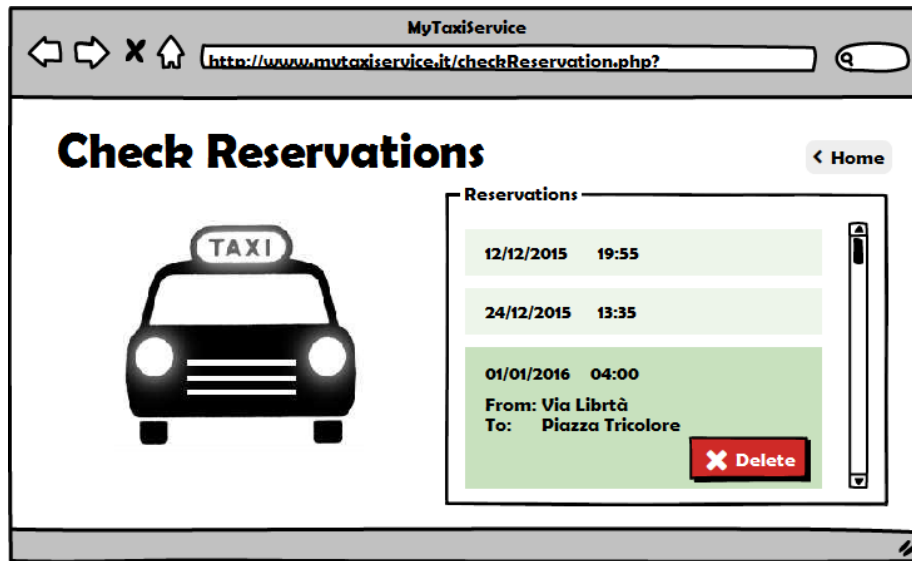 MyTaxiService
http://www.mytaxiservice.it/checkReservation.php?
Check Reservations
< Home
Reservations
TAXI
12/12/2015 19:55
24/12/2015 13:35
01/01/2016 04:00
From: Via Librtà
To: Piazza Tricolore
Delete